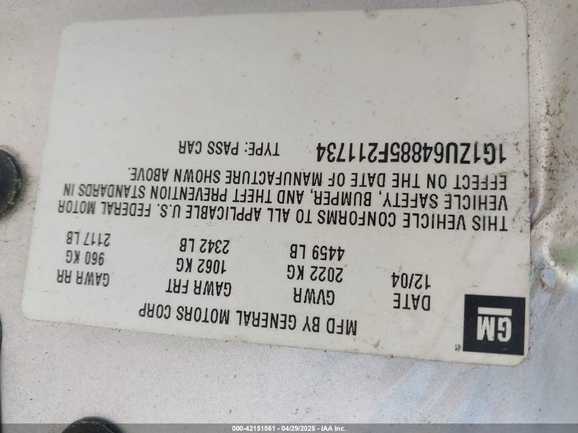 MFD BY GENERAL MOTORS CORP
GM
DATE GVWR GAWR FRT GAWR RR
12/04 2022 KG 1062 KG 960 KG
4459 LB 2342 LB 2117 LB
THIS VEHICLE CONFORMS TO ALL APPLICABLE U.S. FEDERAL MOTOR
VEHICLE SAFETY, BUMPER, AND THEFT PREVENTION STANDARDS IN
EFFECT ON THE DATE OF MANUFACTURE SHOWN ABOVE.
1G1ZU64885F211734 TYPE: PASS CAR
000-42151061 - 04/29/2025 - IAA Inc.